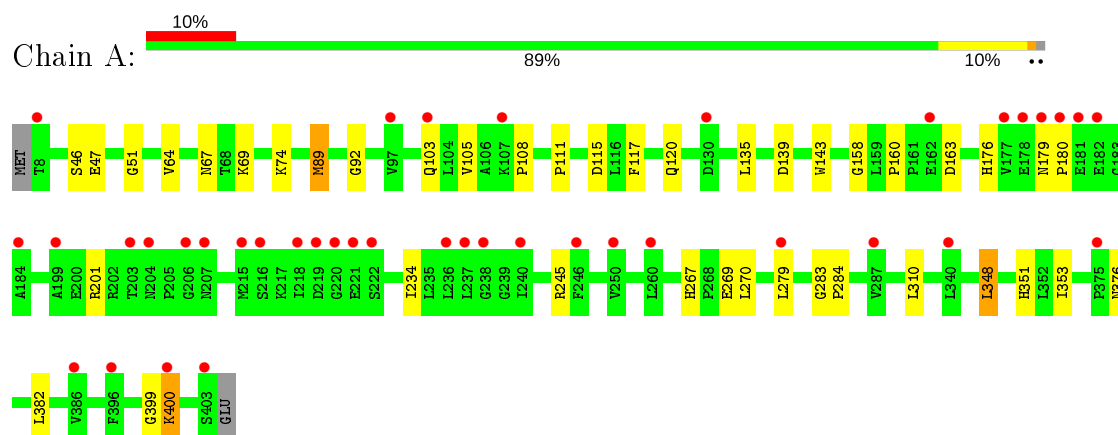 10%
Chain A:
89%
10%
MET T8 S46 E47 G51 V64 N67 T68 K69 K74 M89 G92 V97 Q103 L104 V105 A106 K107 P108 P111 D115 L116 F117 Q120 D130 L135 D139 W143 G158 L159 P160 P161 E162 D163 H176 V177 E178 N179 P180 E181 E182 G183
A184 A199 E200 R201 R202 T203 N204 P205 G206 N207 M215 S216 K217 I218 D219 G220 E221 S222 I234 L235 L236 L237 G238 G239 I240 R245 F246 V250 L260 H267 P268 E269 L270 L279 G283 P284 V287 L310 L340 L348 H351 L352 I353 P375 N376
L382 V386 F396 G399 K400 S403 GLU